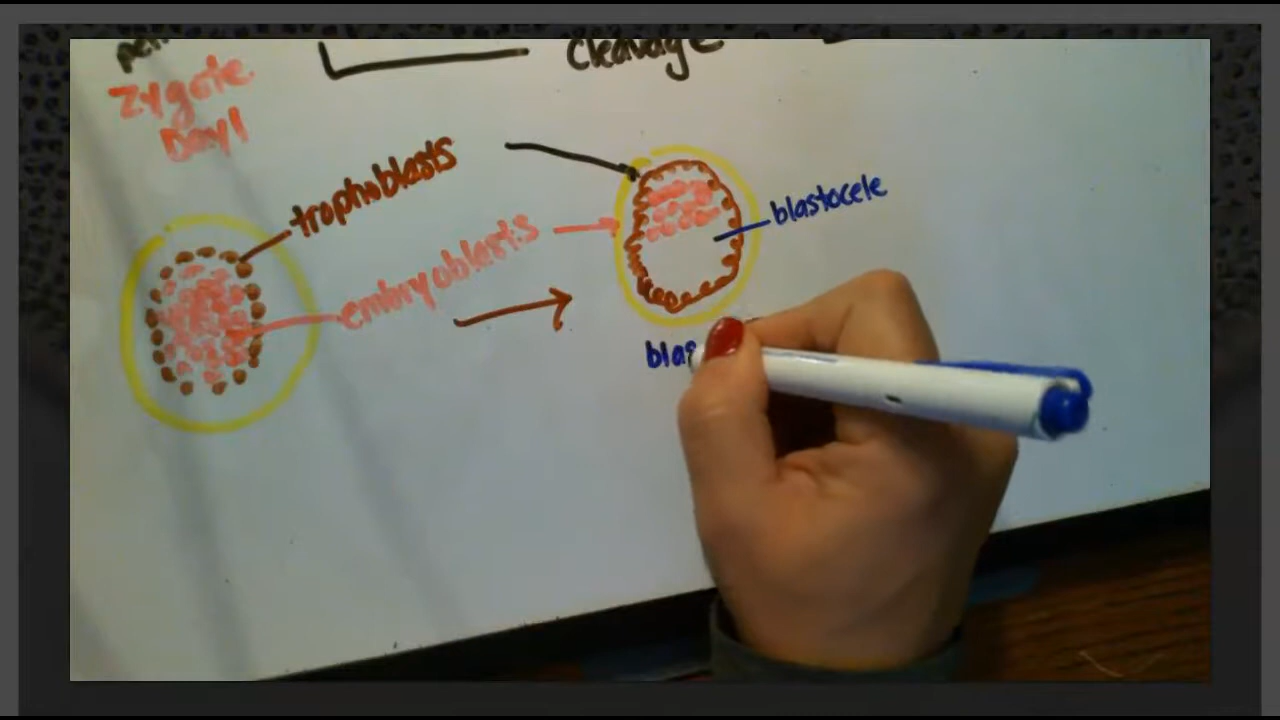 cleavage
Zygote
Day 1
trophoblasts
embryoblasts
blastocele
blas